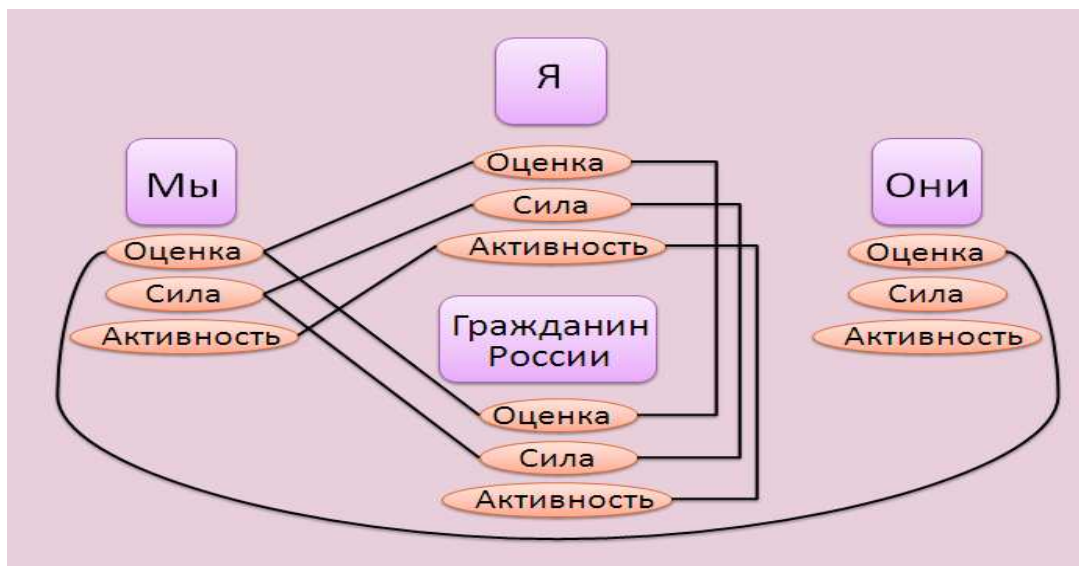 Я
Оценка
Сила
Активность
Мы
Оценка
Сила
Активность
Гражданин
России
Оценка
Сила
Активность
Они
Оценка
Сила
Активность